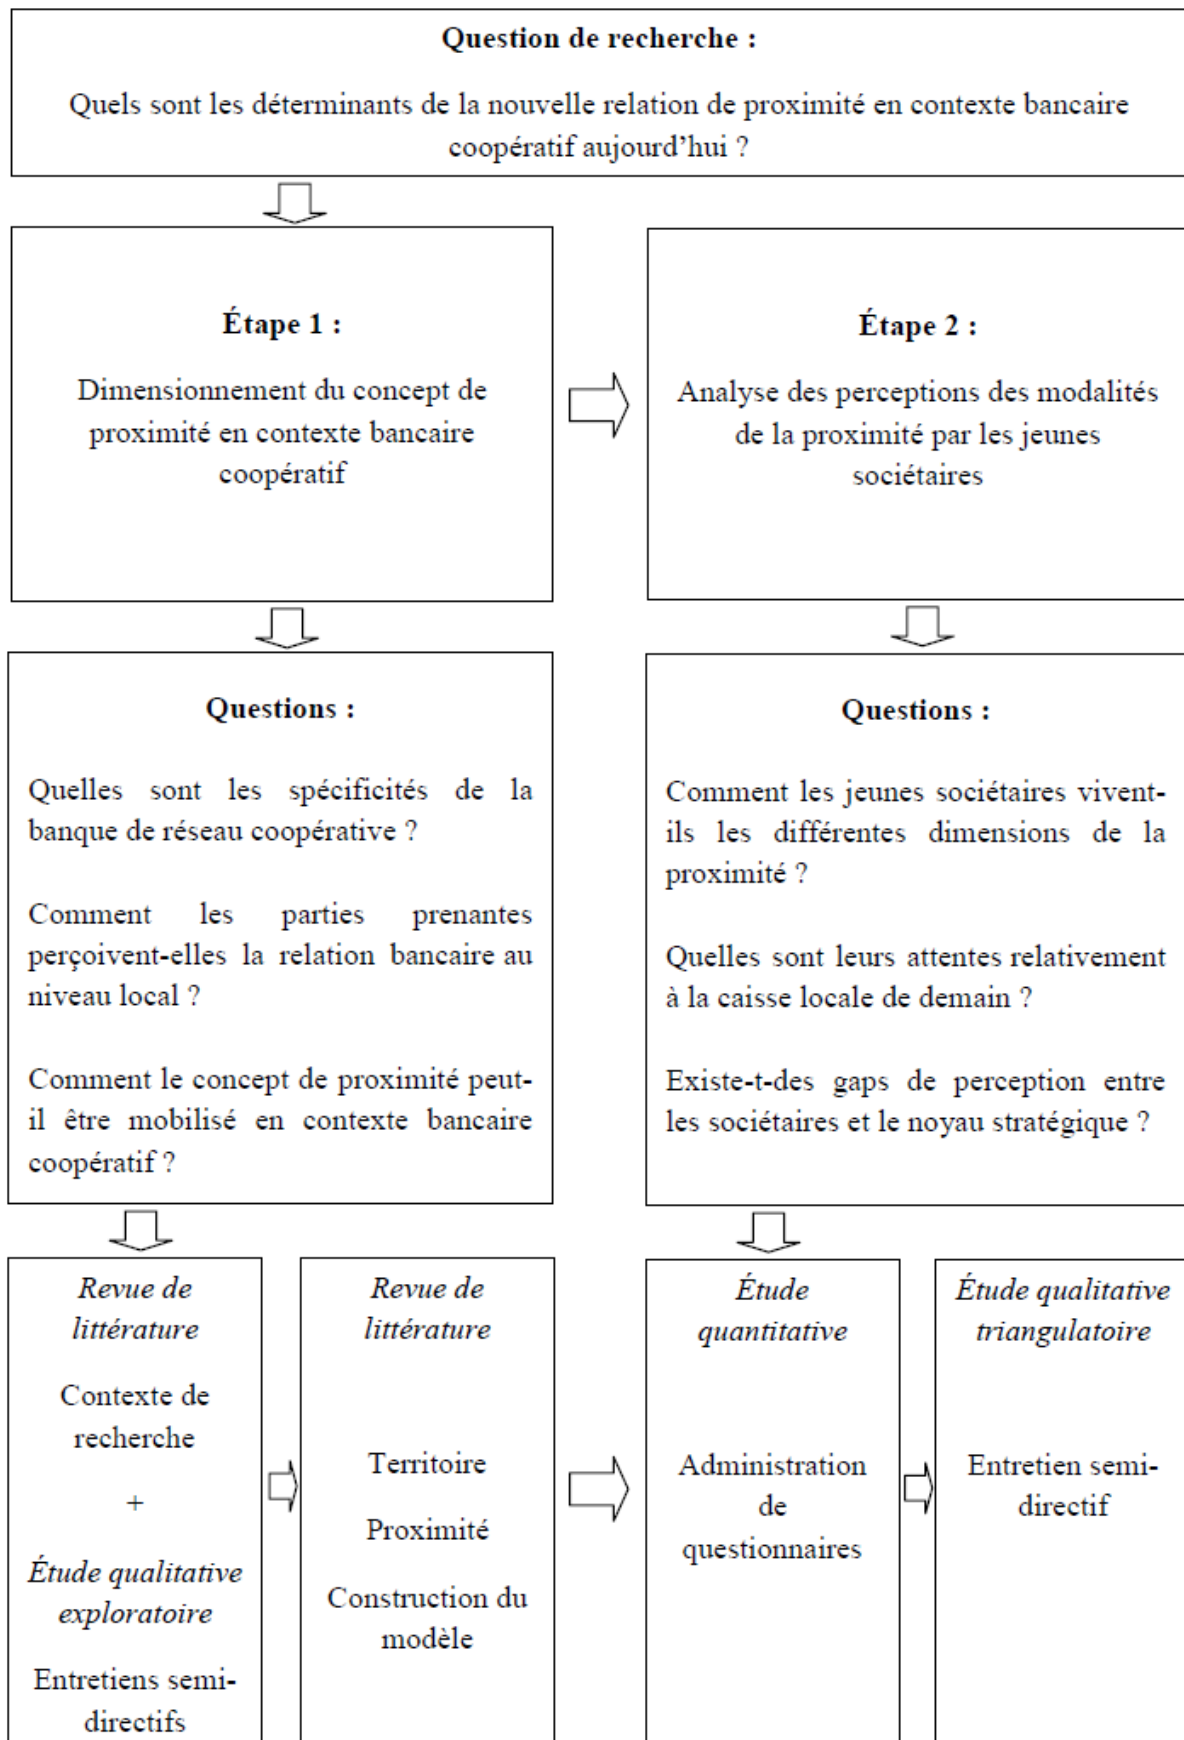 Question de recherche :
Quels sont les déterminants de la nouvelle relation de proximité en contexte bancaire
coopératif aujourd’hui ?
Étape 1 :
Dimensionnement du concept de
proximité en contexte bancaire
coopératif
Étape 2 :
Analyse des perceptions des modalités
de la proximité par les jeunes
sociétaires
Questions :
Quelles sont les spécificités de la
banque de réseau coopérative ?
Comment les parties prenantes
perçoivent-elles la relation bancaire au
niveau local ?
Comment le concept de proximité peut-
il être mobilisé en contexte bancaire
coopératif ?
Questions :
Comment les jeunes sociétaires vivent-
ils les différentes dimensions de la
proximité ?
Quelles sont leurs attentes relativement
à la caisse locale de demain ?
Existe-t-des gaps de perception entre
les sociétaires et le noyau stratégique ?
Revue de
littérature
Contexte de
recherche
+
Étude qualitative
exploratoire
Entretiens semi-
directifs
Revue de
littérature
Territoire
Proximité
Construction du
modèle
Étude
quantitative
Administration
de
questionnaires
Étude qualitative
triangulatoire
Entretien semi-
directif